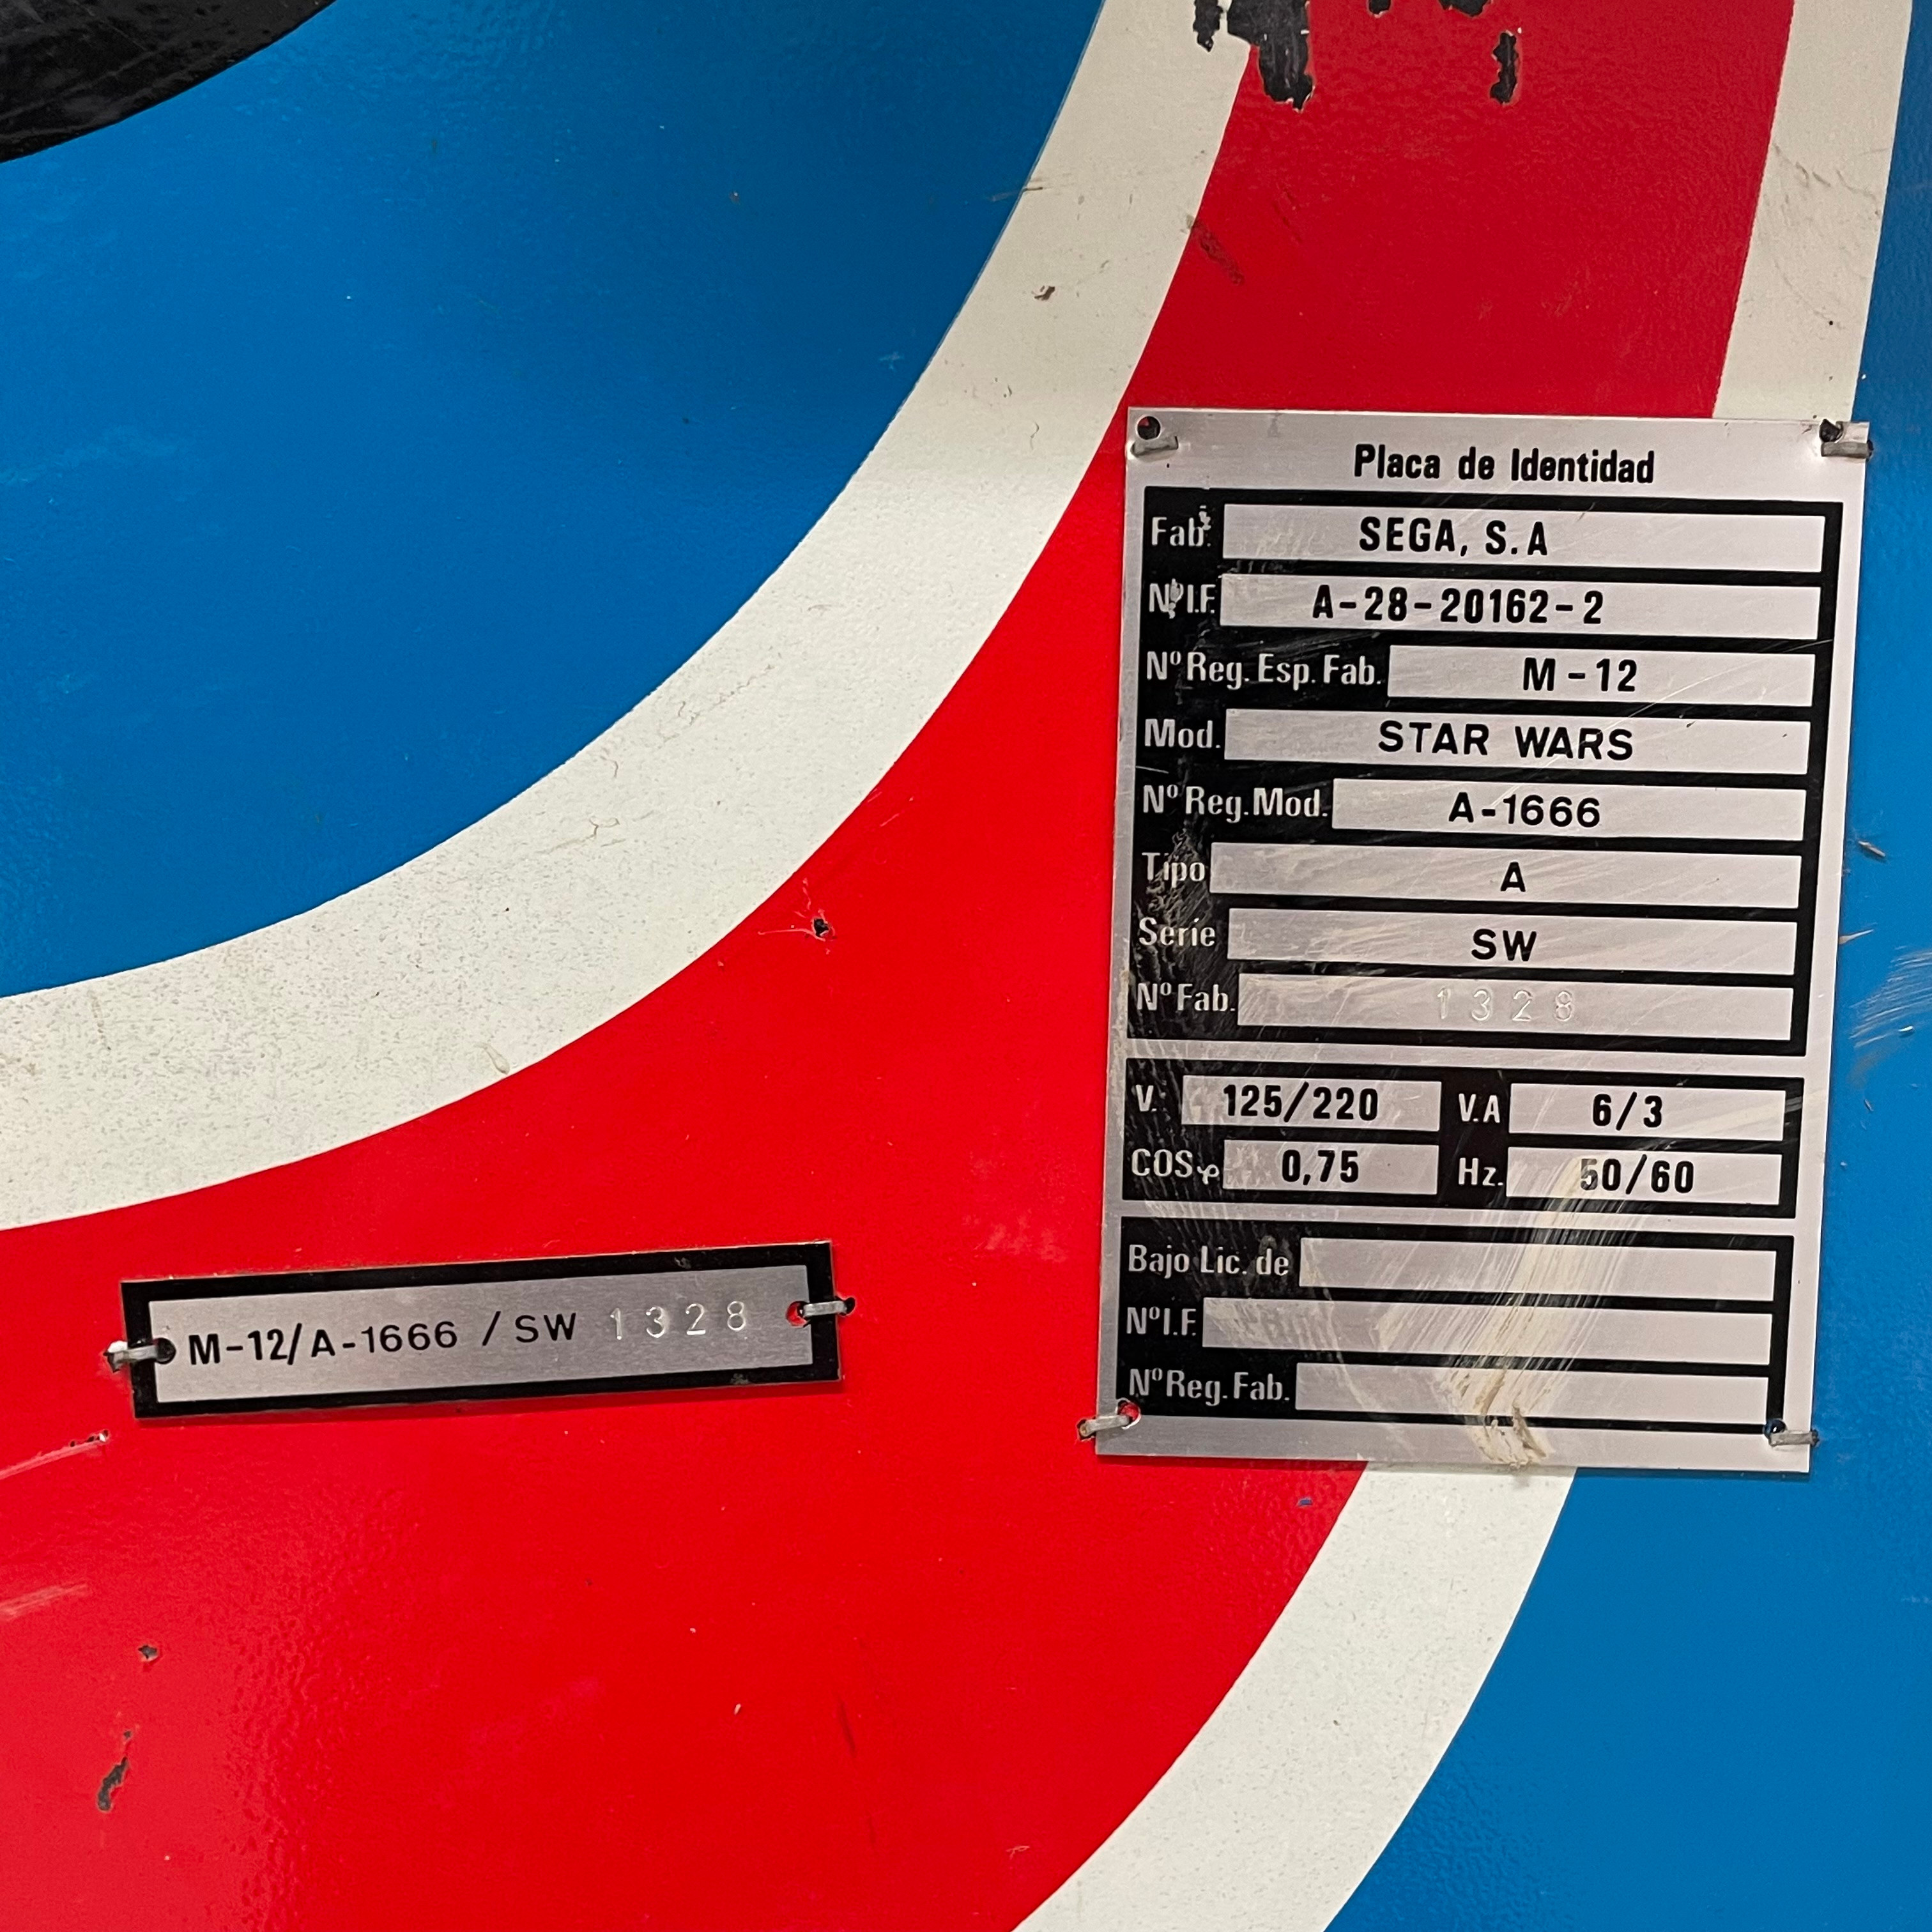 Placa de Identidad
Fab. SEGA, S.A
Nº I.F. A-28-20162-2
Nº Reg. Esp. Fab. M-12
Mod. STAR WARS
Nº Reg. Mod. A-1666
Tipo A
Serie SW
Nº Fab. 1328
V. 125/220 V.A 6/3
COSφ 0,75 Hz. 50/60
Bajo Lic. de
Nº I.F.
Nº Reg. Fab.
M-12/A-1666 /SW 1328